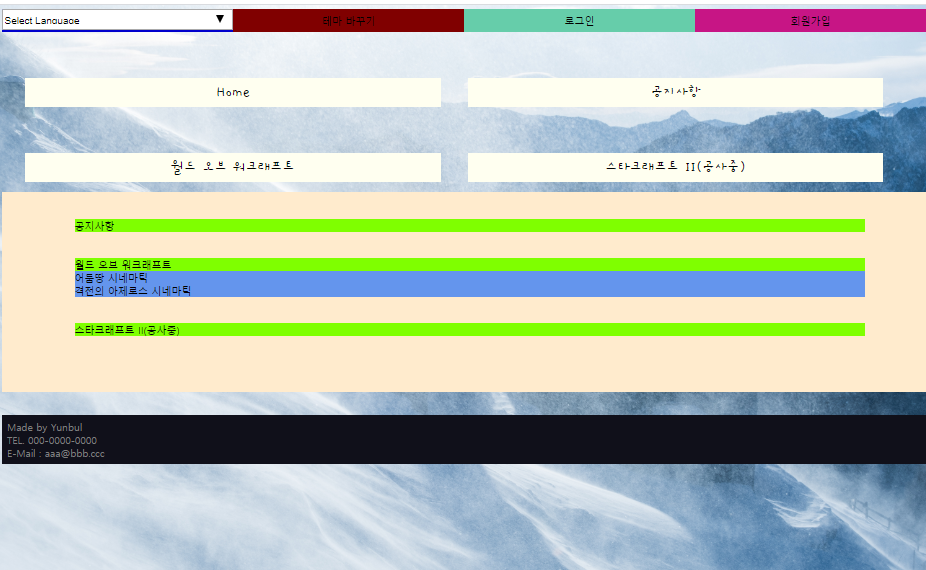 Select Language ▼
테마 바꾸기
로그인
회원가입
Home
공지사항
월드 오브 워크래프트
스타크래프트 II(공사중)
공지사항
월드 오브 워크래프트
어둠땅 시네마틱
격전의 아제로스 시네마틱
스타크래프트 II(공사중)
Made by Yunbul
TEL. 000-0000-0000
E-Mail : aaa@bbb.ccc